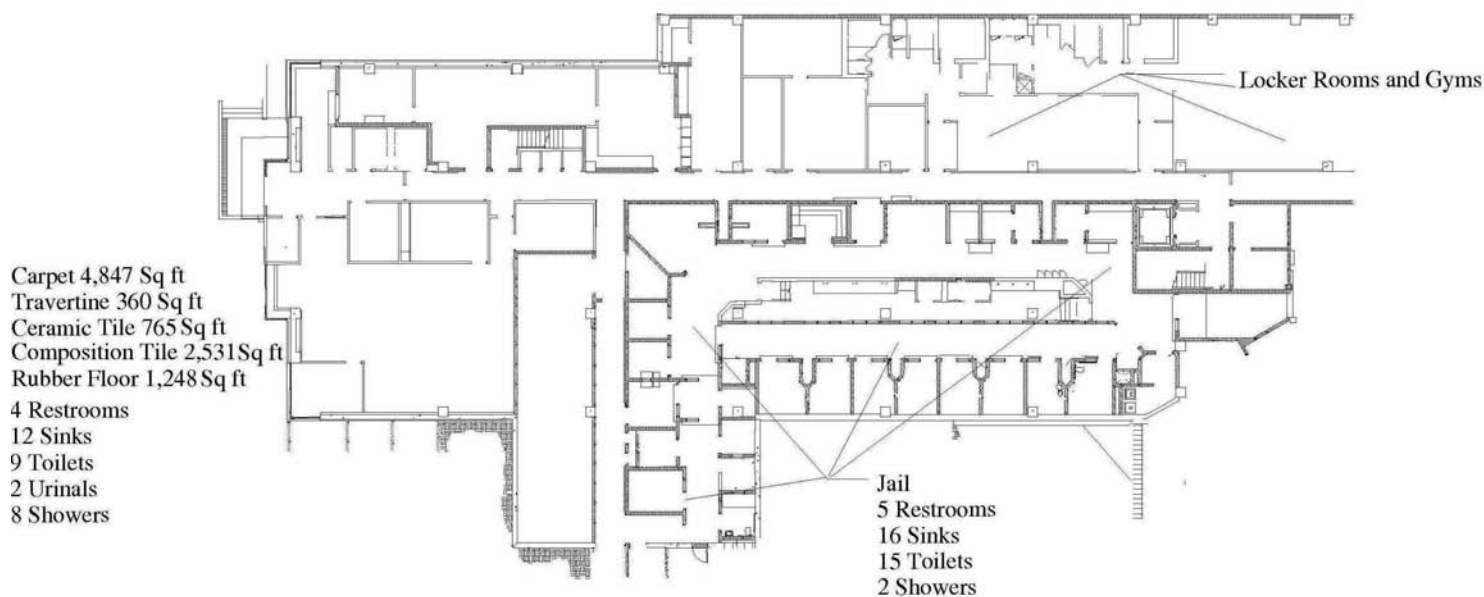 Locker Rooms and Gyms
Carpet 4,847 Sq ft
Travertine 360 Sq ft
Ceramic Tile 765 Sq ft
Composition Tile 2,531 Sq ft
Rubber Floor 1,248 Sq ft
4 Restrooms
12 Sinks
9 Toilets
2 Urinals
8 Showers
Jail
5 Restrooms
16 Sinks
15 Toilets
2 Showers